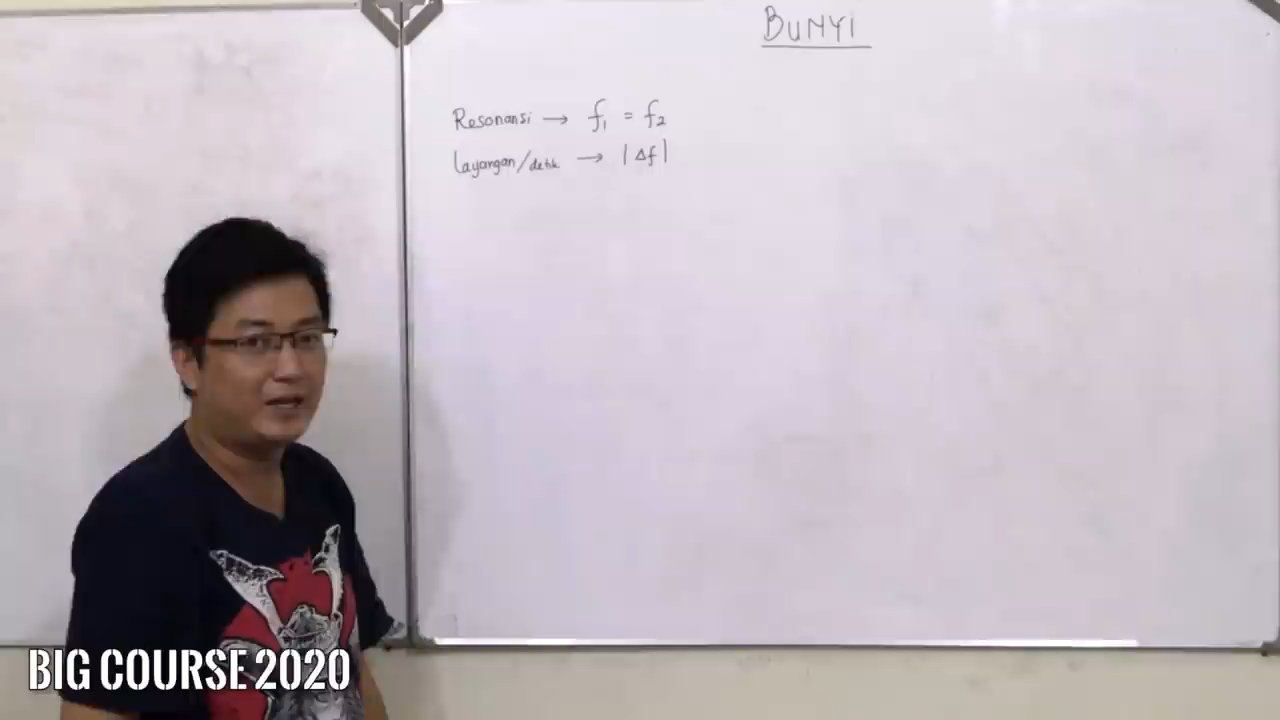 BUNYI
Resonansi → f₁ = f₂
Layangan/detik → |Δf|
BIG COURSE 2020